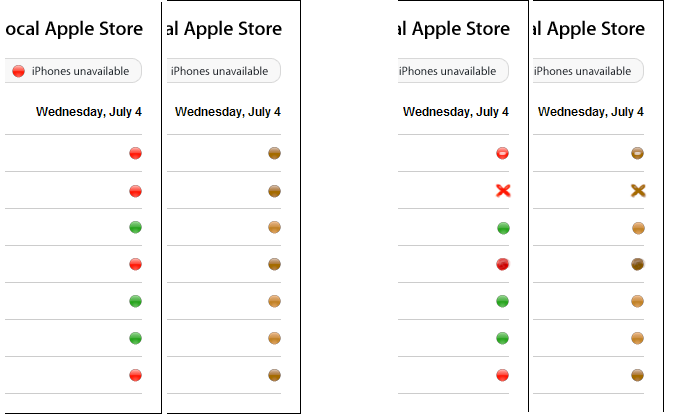 ocal Apple Store
iPhones unavailable
Wednesday, July 4
al Apple Store
iPhones unavailable
Wednesday, July 4
cal Apple Store
iPhones unavailable
Wednesday, July 4
al Apple Store
iPhones unavailable
Wednesday, July 4